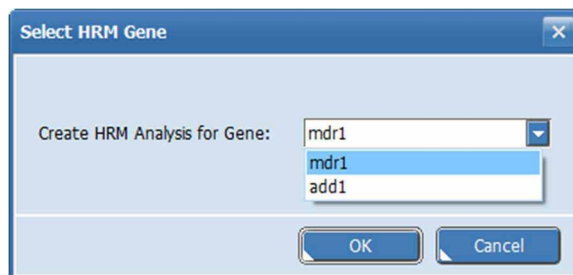 Select HRM Gene
Create HRM Analysis for Gene: mdr1
mdr1
add1
OK Cancel